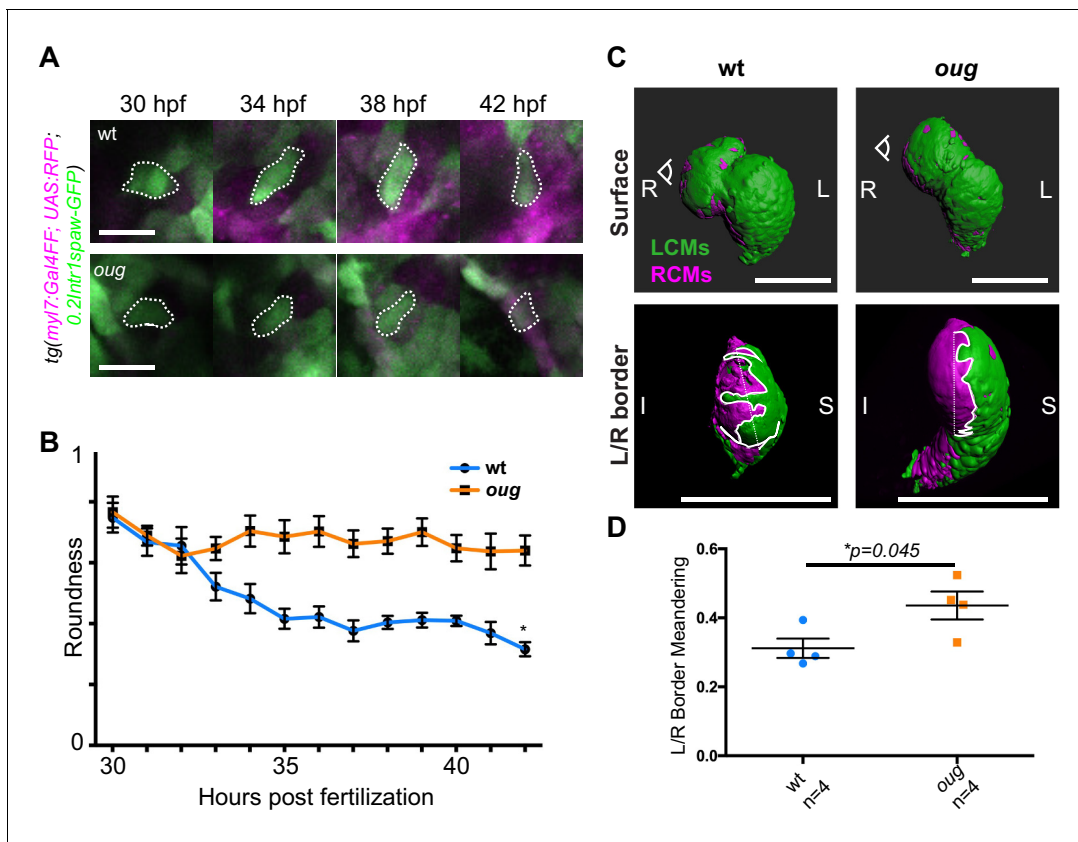 A
30 hpf 34 hpf 38 hpf 42 hpf
tg(myl7:Gal4FF; UAS:RFP;
0.2Intr1spaw-GFP)
wt
oug
B
1
wt
oug
Roundness
*
0
30 35 40
Hours post fertilization
C
wt oug
Surface
R L R L
LCMs
RCMs
L/R border
I S I S
D
*p=0.045
L/R Border Meandering
0.6
0.4
0.2
0.0
wt
n=4
oug
n=4